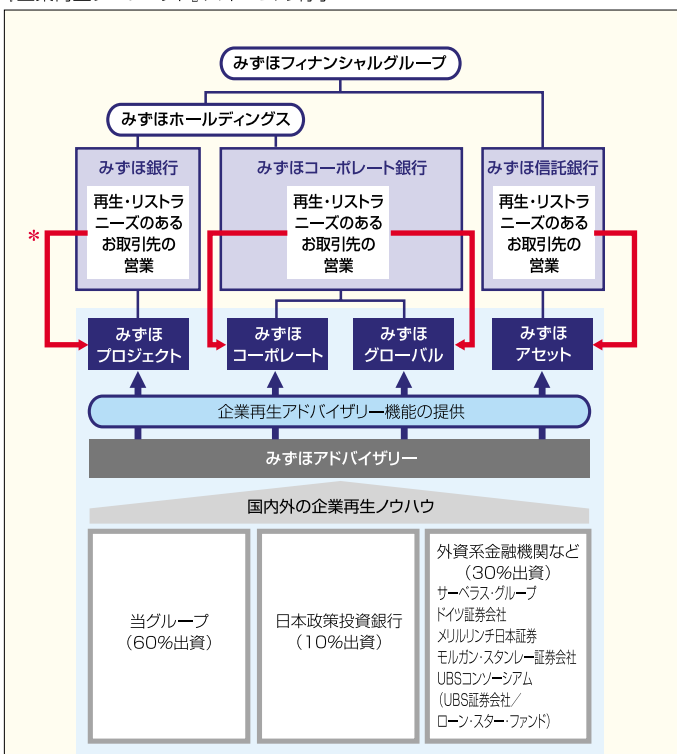 みずほフィナンシャルグループ
みずほホールディングス
みずほ銀行
再生・リストラ
ニーズのある
お取引先の
営業
みずほコーポレート銀行
再生・リストラ
ニーズのある
お取引先の
営業
みずほ信託銀行
再生・リストラ
ニーズのある
お取引先の
営業
*
みずほ
プロジェクト
みずほ
コーポレート
みずほ
グローバル
みずほ
アセット
企業再生アドバイザリー機能の提供
みずほアドバイザリー
国内外の企業再生ノウハウ
当グループ
(60%出資)
日本政策投資銀行
(10%出資)
外資系金融機関など
(30%出資)
サーベラス・グループ
ドイツ証券会社
メリルリンチ日本証券
モルガン・スタンレー証券会社
UBSコンソーシアム
(UBS証券会社/
ローン・スター・ファンド)